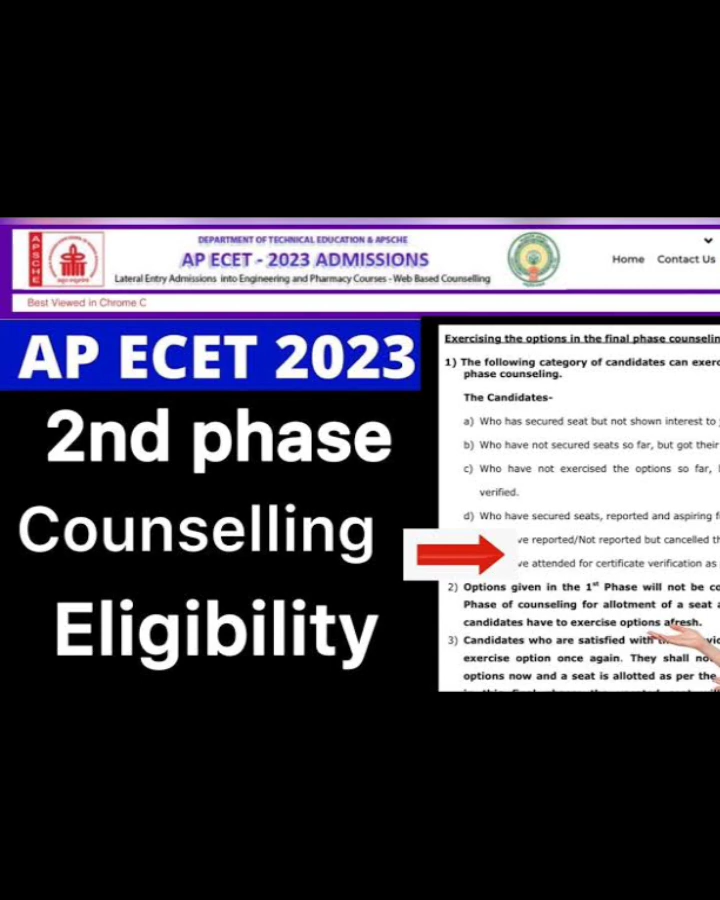 APSCHE
DEPARTMENT OF TECHNICAL EDUCATION & APSCHE
AP ECET - 2023 ADMISSIONS
Lateral Entry Admissions into Engineering and Pharmacy Courses - Web Based Counselling
Home Contact Us
Best Viewed in Chrome C
AP ECET 2023
2nd phase
Counselling
Eligibility
Exercising the options in the final phase counselin
1) The following category of candidates can exerc
phase counseling.
The Candidates-
a) Who has secured seat but not shown interest to
b) Who have not secured seats so far, but got their
c) Who have not exercised the options so far,
verified.
d) Who have secured seats, reported and aspiring f
ve reported/Not reported but cancelled th
ve attended for certificate verification as
2) Options given in the 1st Phase will not be co
Phase of counseling for allotment of a seat a
candidates have to exercise options afresh.
3) Candidates who are satisfied with
exercise option once again. They shall no
options now and a seat is allotted as per the